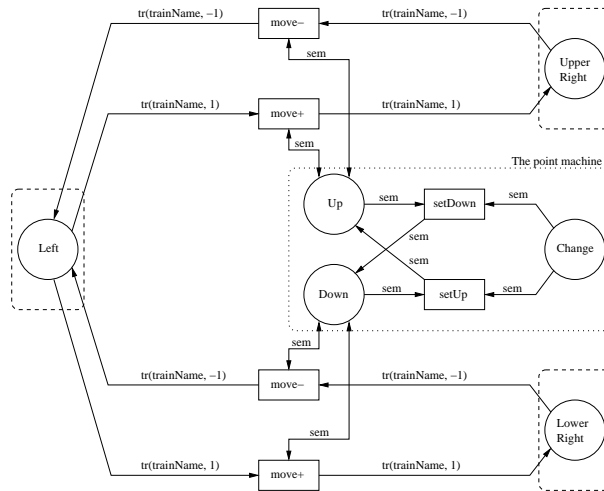 tr(trainName, −1)
move−
tr(trainName, −1)
sem
Upper
Right
tr(trainName, 1)
move+
tr(trainName, 1)
sem
The point machine
Up
sem
setDown
sem
sem
Left
Change
sem
Down
sem
setUp
sem
sem
tr(trainName, −1)
move−
tr(trainName, −1)
sem
Lower
Right
tr(trainName, 1)
move+
tr(trainName, 1)